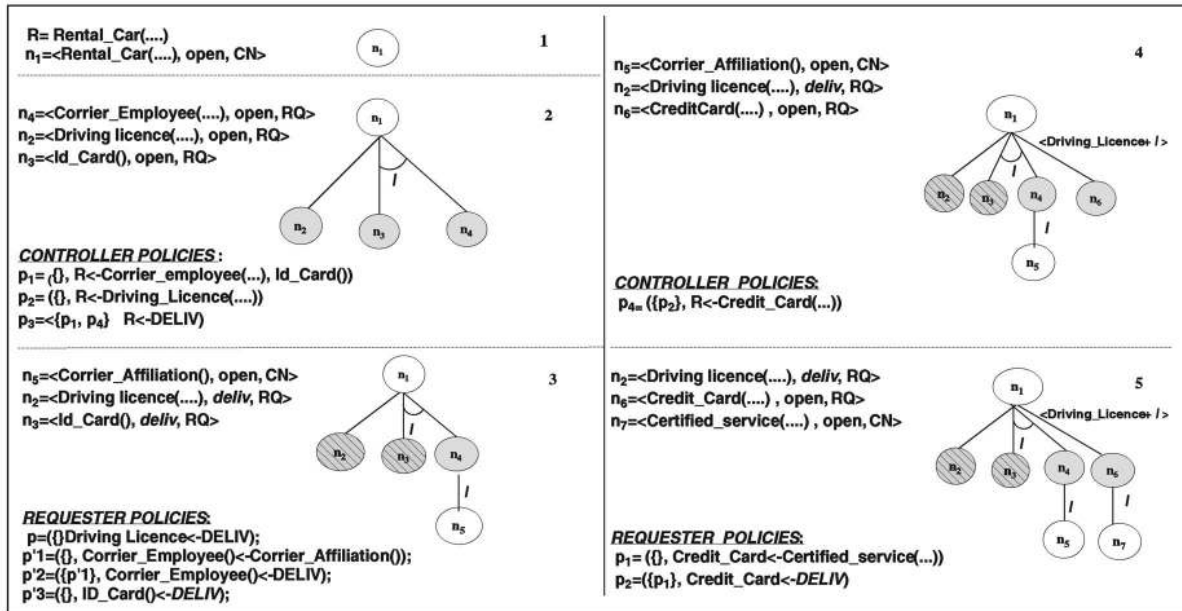 R= Rental_Car(....)
n1=<Rental_Car(....), open, CN>
1
n1
n4=<Corrier_Employee(....), open, RQ>
n2=<Driving licence(....), open, RQ>
n3=<Id_Card(), open, RQ>
2
n1
l
n2
n3
n4
CONTROLLER POLICIES :
p1= ({}, R<-Corrier_employee(...), Id_Card())
p2= ({}, R<-Driving_Licence(....))
p3=<{p1, p4} R<-DELIV)
n5=<Corrier_Affiliation(), open, CN>
n2=<Driving licence(....), deliv, RQ>
n3=<Id_Card(), deliv, RQ>
3
n1
l
n2
n3
n4
l
n5
REQUESTER POLICIES:
p=({}Driving Licence<-DELIV);
p'1=({}, Corrier_Employee()<-Corrier_Affiliation());
p'2=({p'1}, Corrier_Employee()<-DELIV);
p'3=({}, ID_Card()<-DELIV);
4
n5=<Corrier_Affiliation(), open, CN>
n2=<Driving licence(....), deliv, RQ>
n6=<CreditCard(....) , open, RQ>
n1
<Driving_Licence+ l >
l
n2
n3
n4
n6
l
n5
CONTROLLER POLICIES:
p4= ({p2}, R<-Credit_Card(...))
n2=<Driving licence(....), deliv, RQ>
n6=<Credit_Card(....) , open, RQ>
n7=<Certified_service(....) , open, CN>
5
n1
<Driving_Licence+ l >
l
n2
n3
n4
n6
l
l
n5
n7
REQUESTER POLICIES:
p1=({}, Credit_Card<-Certified_service(...))
p2=({p1}, Credit_Card<-DELIV)